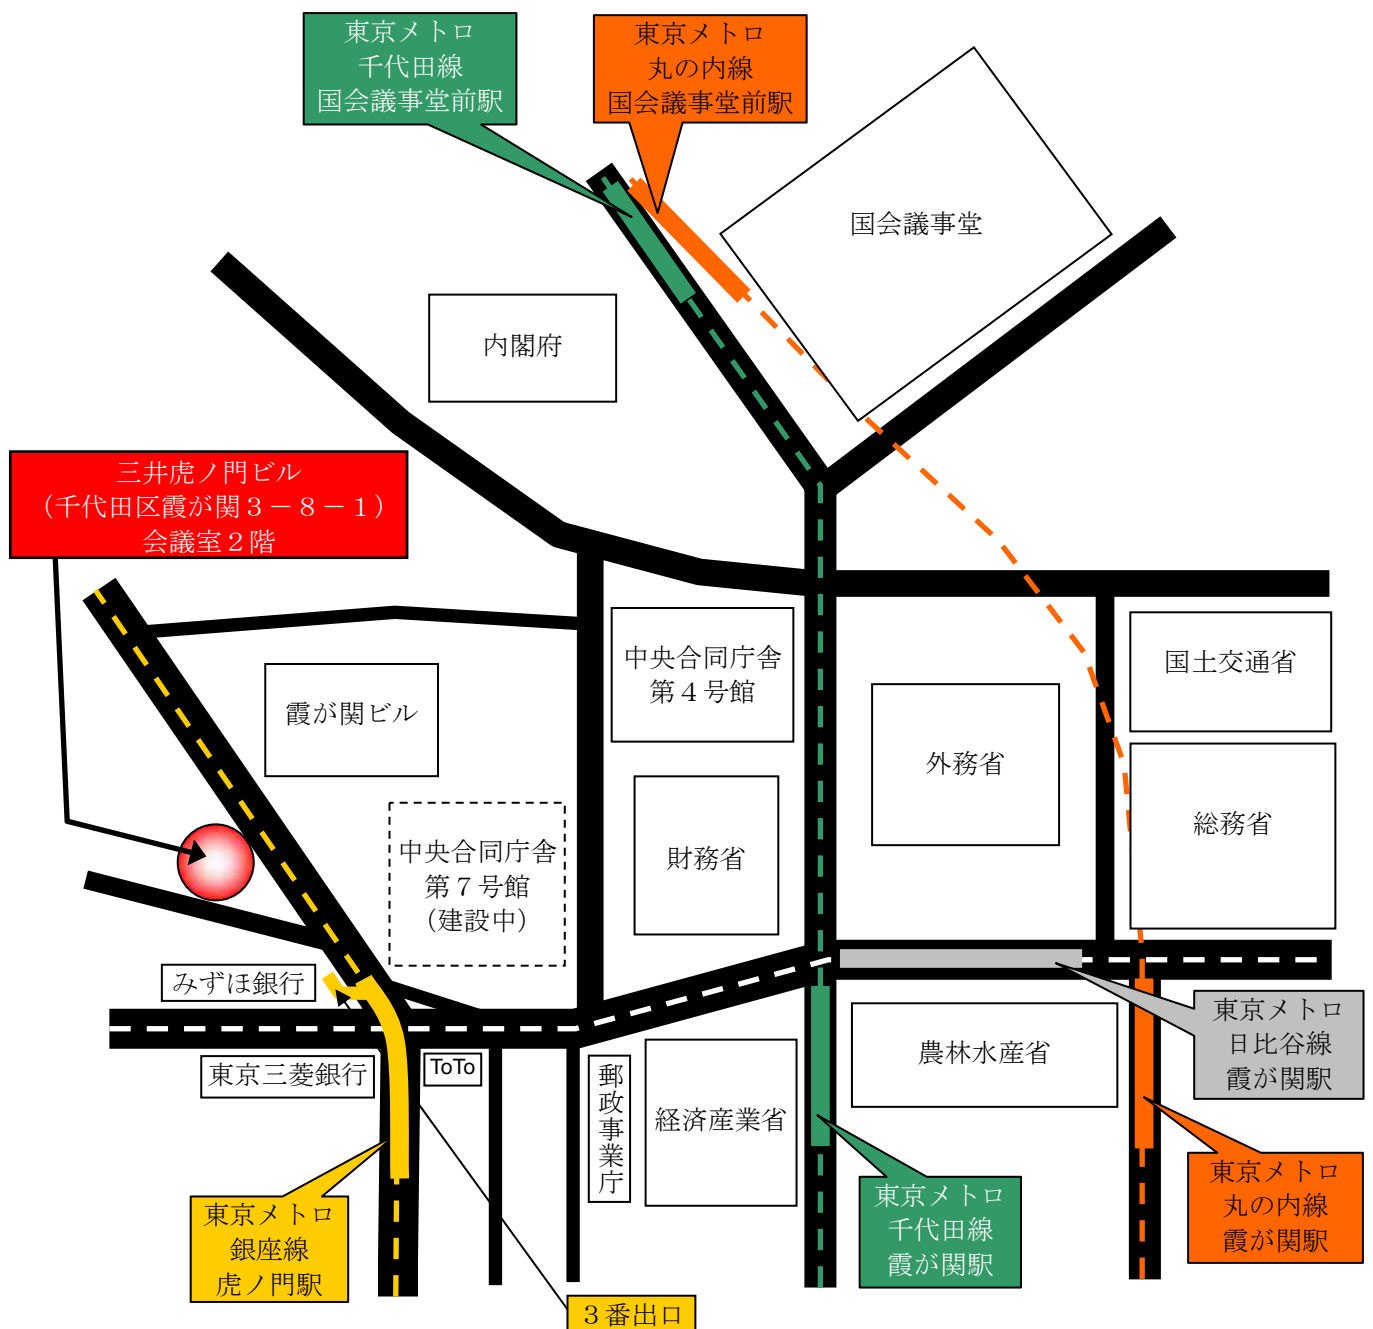 東京メトロ
千代田線
国会議事堂前駅
東京メトロ
丸の内線
国会議事堂前駅
国会議事堂
内閣府
三井虎ノ門ビル
（千代田区霞が関３－８－１）
会議室２階
中央合同庁舎
第４号館
国土交通省
霞が関ビル
外務省
総務省
中央合同庁舎
第７号館
（建設中）
財務省
みずほ銀行
東京三菱銀行
ToTo
郵政事業庁
経済産業省
農林水産省
東京メトロ
日比谷線
霞が関駅
東京メトロ
銀座線
虎ノ門駅
東京メトロ
千代田線
霞が関駅
東京メトロ
丸の内線
霞が関駅
３番出口